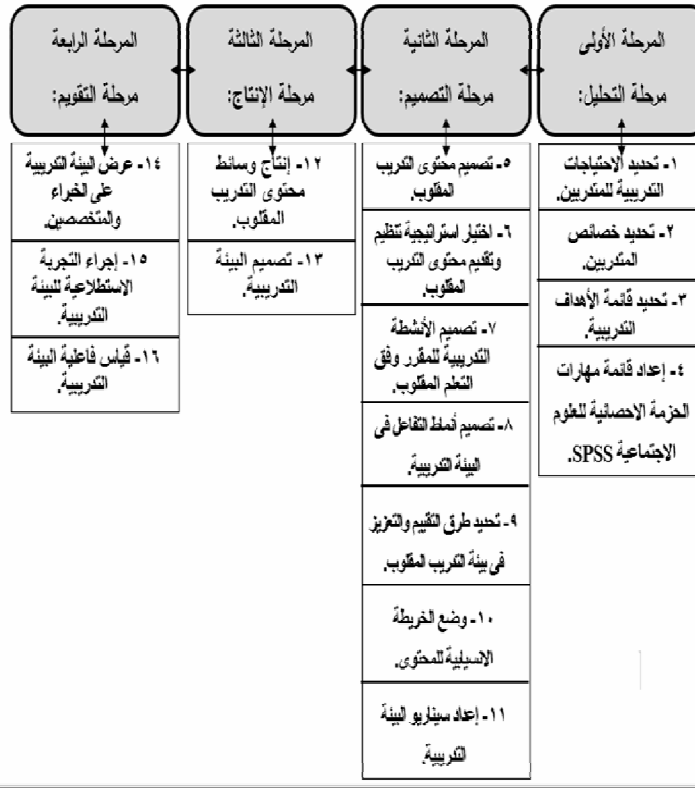 المرحلة الأولى
مرحلة التحليل:
١- تحديد الاحتياجات
التدريبية للمتدربين.
٢- تحديد خصائص
المتدربين.
٣- تحديد قائمة الأهداف
التدريبية.
٤- إعداد قائمة مهارات
الحزمة الاحصائية للعلوم
الاجتماعية SPSS.
المرحلة الثانية
مرحلة التصميم:
٥- تصميم محتوى التدريب
المقلوب.
٦- اختيار استراتيجية تنظيم
وتقديم محتوى التدريب
المقلوب.
٧- تصميم الأنشطة
التدريبية للمقرر وفق
التعلم المقلوب.
٨- تصميم أنماط التفاعل فى
البيئة التدريبية.
٩- تحديد طرق التقييم والتعزيز
فى بيئة التدريب المقلوب.
١٠- وضع الخريطة
الانسيابية للمحتوى.
١١- إعداد سيناريو البيئة
التدريبية.
المرحلة الثالثة
مرحلة الإنتاج:
١٢- إنتاج وسائط
محتوى التدريب
المقلوب.
١٣- تصميم البيئة
التدريبية.
المرحلة الرابعة
مرحلة التقويم:
١٤- عرض البيئة التدريبية
على الخبراء
والمتخصصين.
١٥- إجراء التجربة
الاستطلاعية للبيئة
التدريبية.
١٦- قياس فاعلية البيئة
التدريبية.